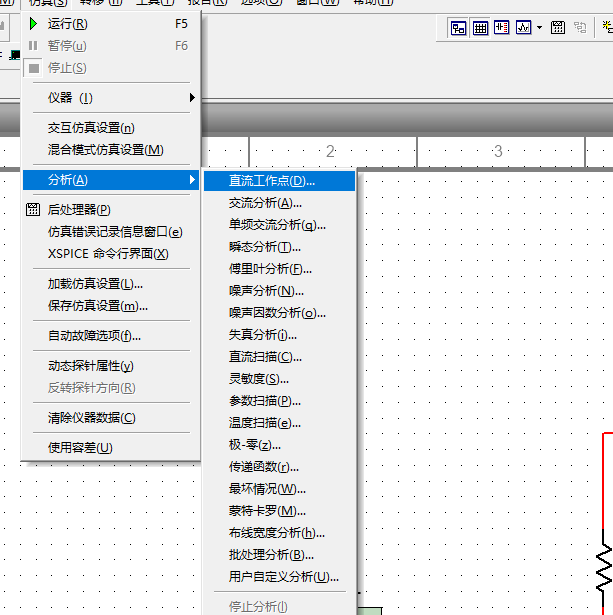 仿真(S) 转移(n) 工具(T) 报告(R) 选项(O) 窗口(W) 帮助(H)
运行(R) F5
暂停(u) F6
停止(S)
仪器 (I)
交互仿真设置(n)
混合模式仿真设置(M)
分析(A)
后处理器(P)
仿真错误记录信息窗口(e)
XSPICE 命令行界面(X)
加载仿真设置(L)...
保存仿真设置(m)...
自动故障选项(f)...
动态探针属性(y)
反转探针方向(R)
清除仪器数据(C)
使用容差(U)
2 3
直流工作点(D)...
交流分析(A)...
单频交流分析(q)...
瞬态分析(T)...
傅里叶分析(F)...
噪声分析(N)...
噪声因数分析(o)...
失真分析(i)...
直流扫描(C)...
灵敏度(S)...
参数扫描(P)...
温度扫描(e)...
极-零(z)...
传递函数(r)...
最坏情况(W)...
蒙特卡罗(M)...
布线宽度分析(h)...
批处理分析(B)...
用户自定义分析(U)...
停止分析(l)